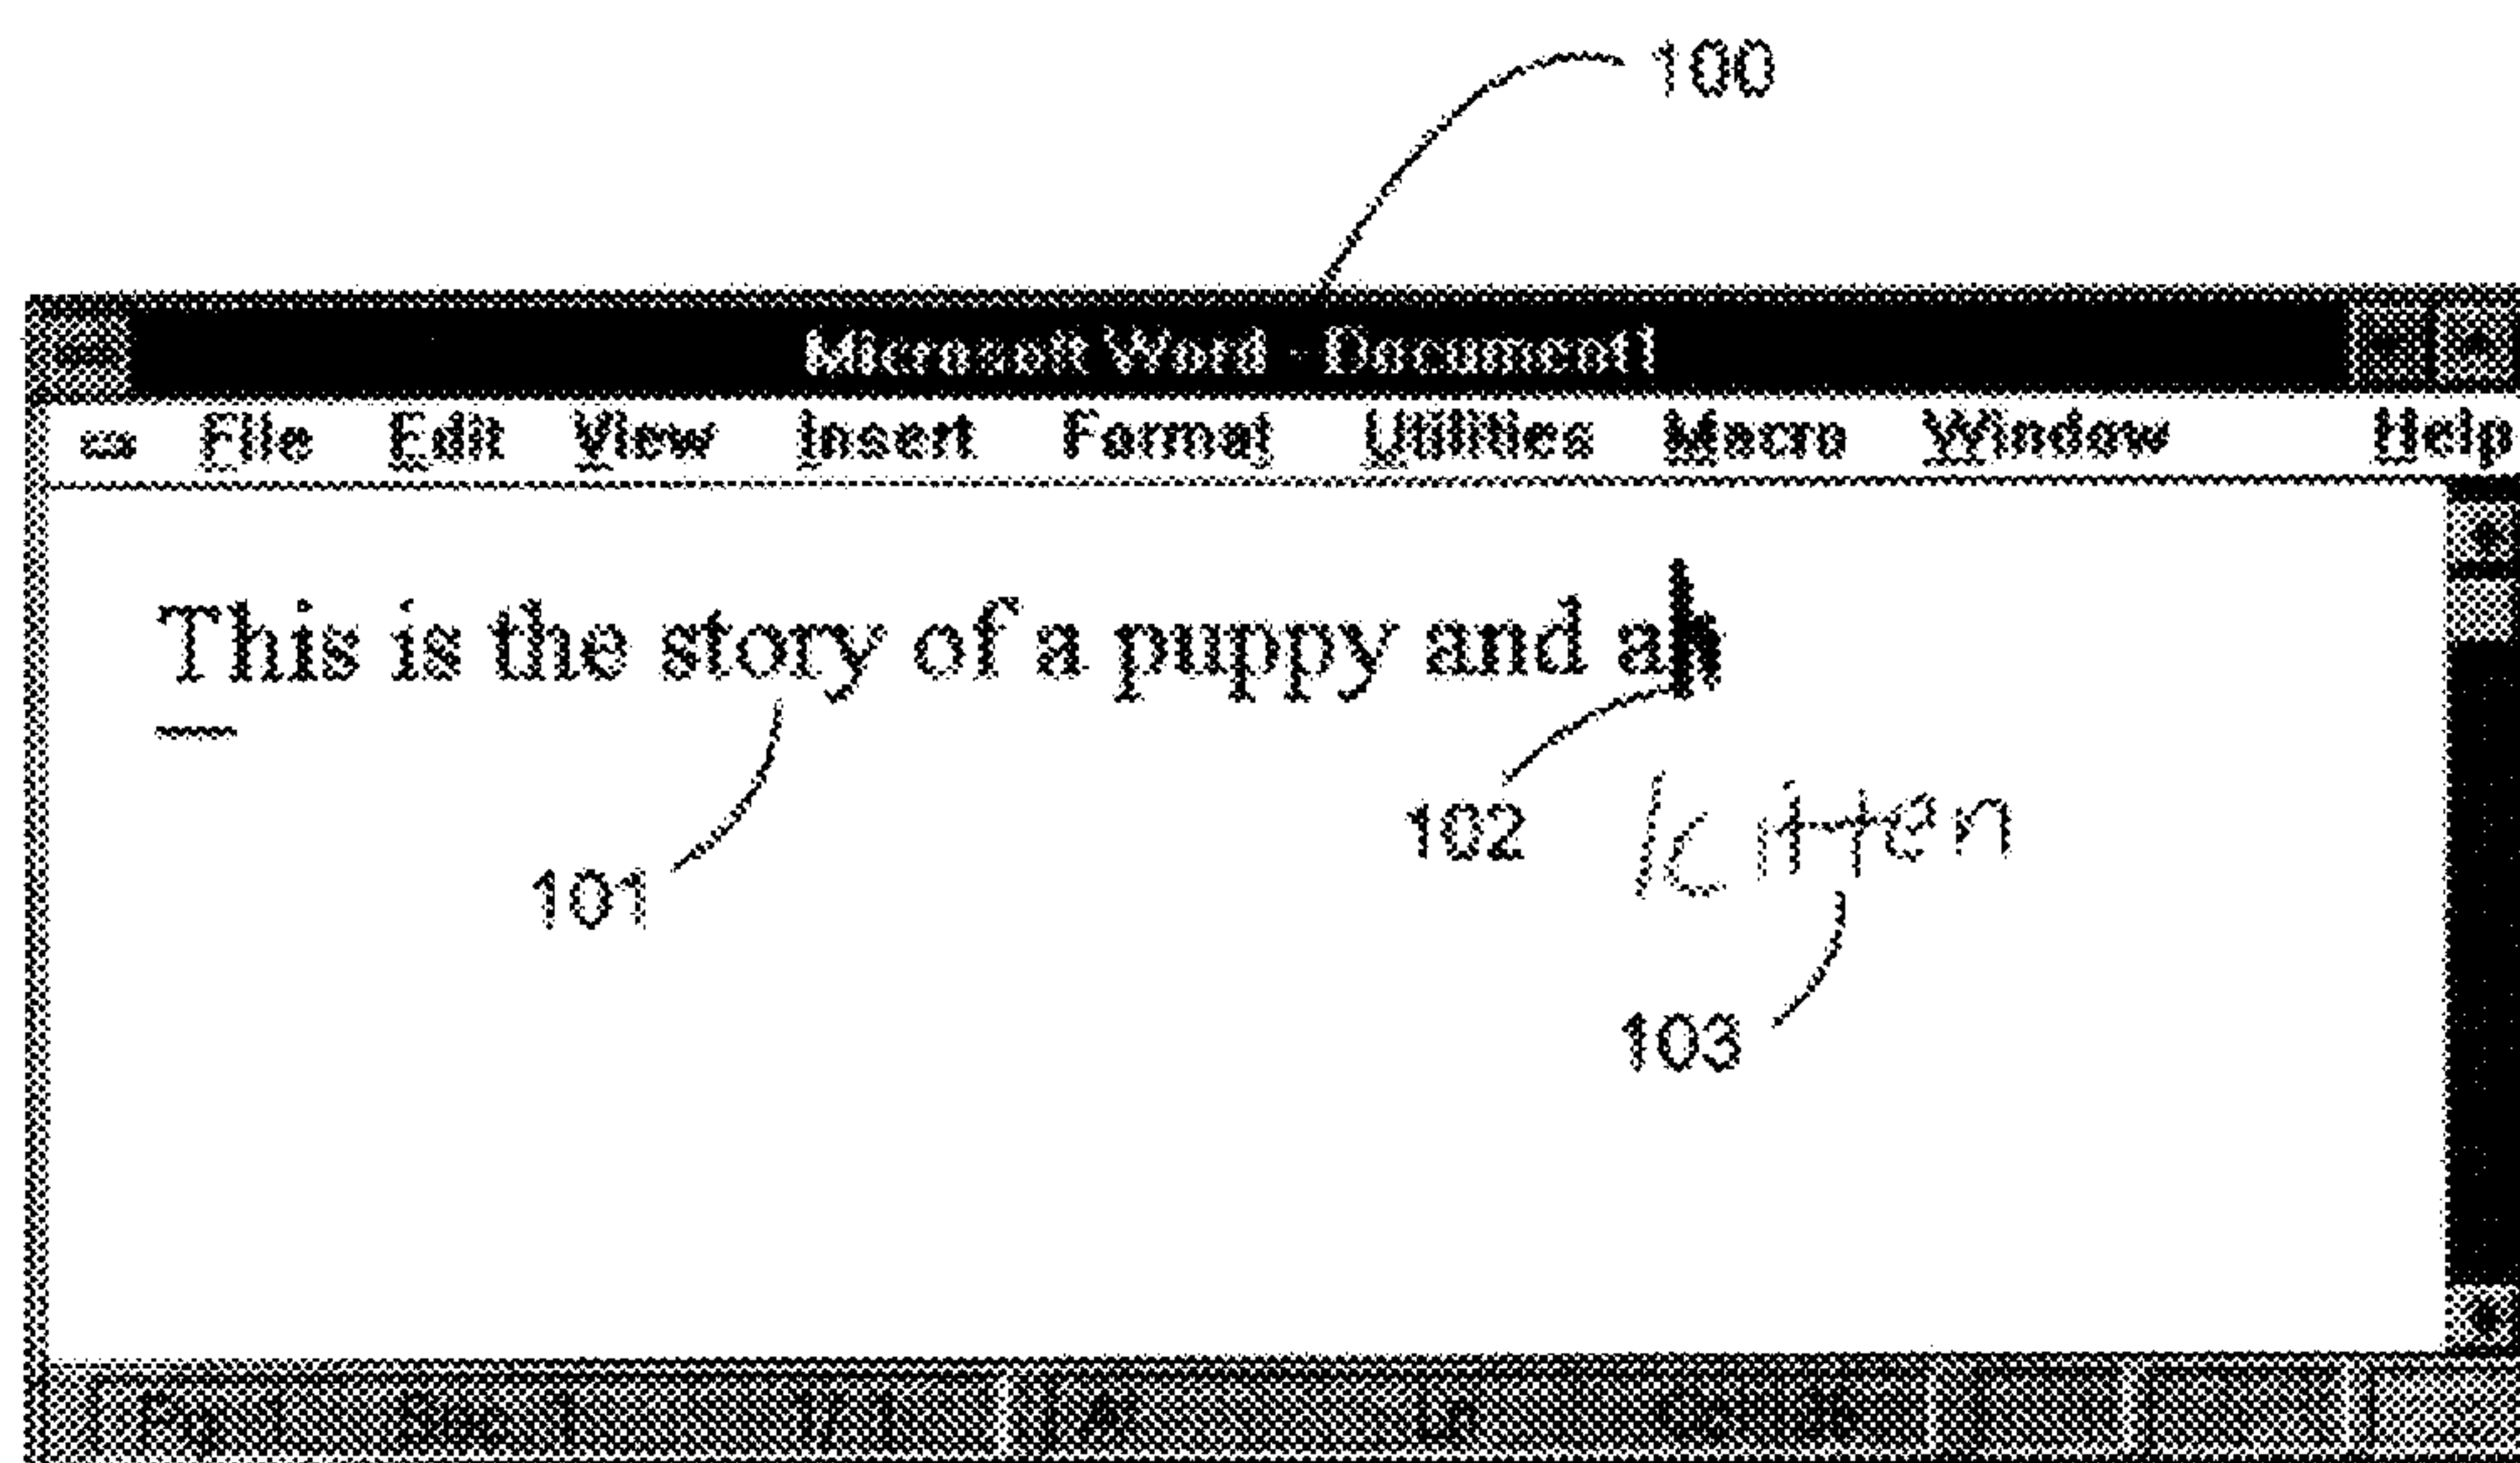 100
Microsoft Word - Document1
File Edit View Insert Format Utilities Macro Window Help
This is the story of a puppy and a
102
kitten
101
103